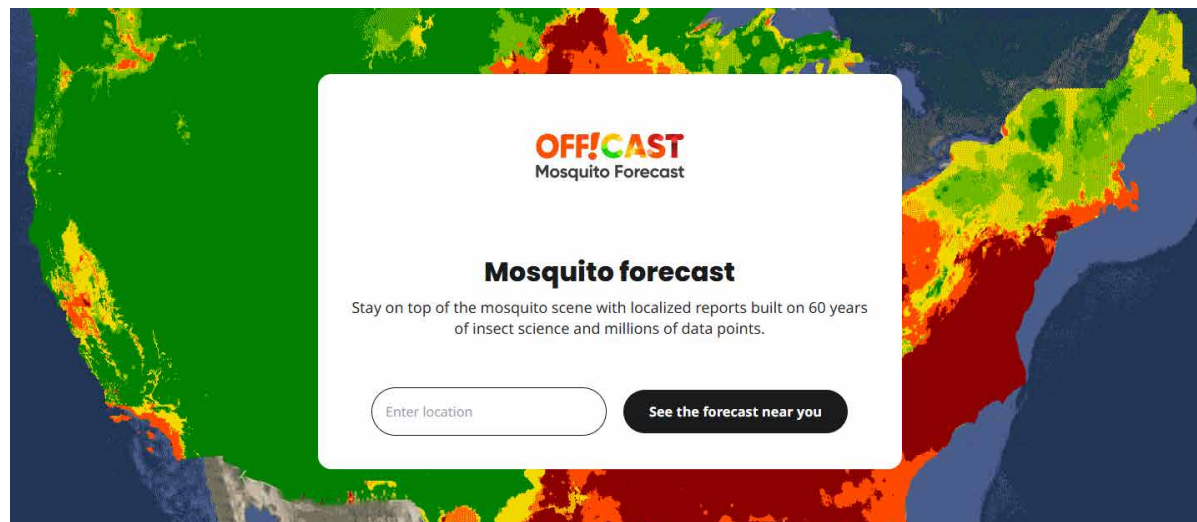 OFF!CAST
Mosquito Forecast
Mosquito forecast
Stay on top of the mosquito scene with localized reports built on 60 years
of insect science and millions of data points.
Enter location
See the forecast near you